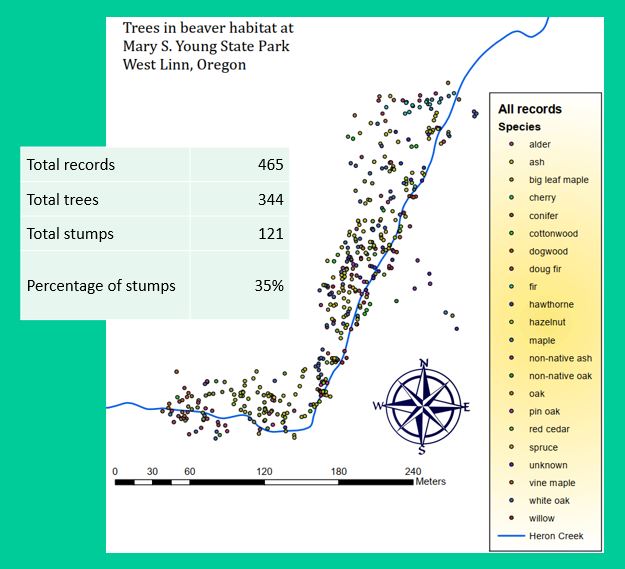 Trees in beaver habitat at
Mary S. Young State Park
West Linn, Oregon
Total records 465
Total trees 344
Total stumps 121
Percentage of stumps 35%
All records
Species
alder
ash
big leaf maple
cherry
conifer
cottonwood
dogwood
doug fir
fir
hawthorne
hazelnut
maple
non-native ash
non-native oak
oak
pin oak
red cedar
spruce
unknown
vine maple
white oak
willow
Heron Creek
N
W E
S
0 30 60 120 180 240
Meters